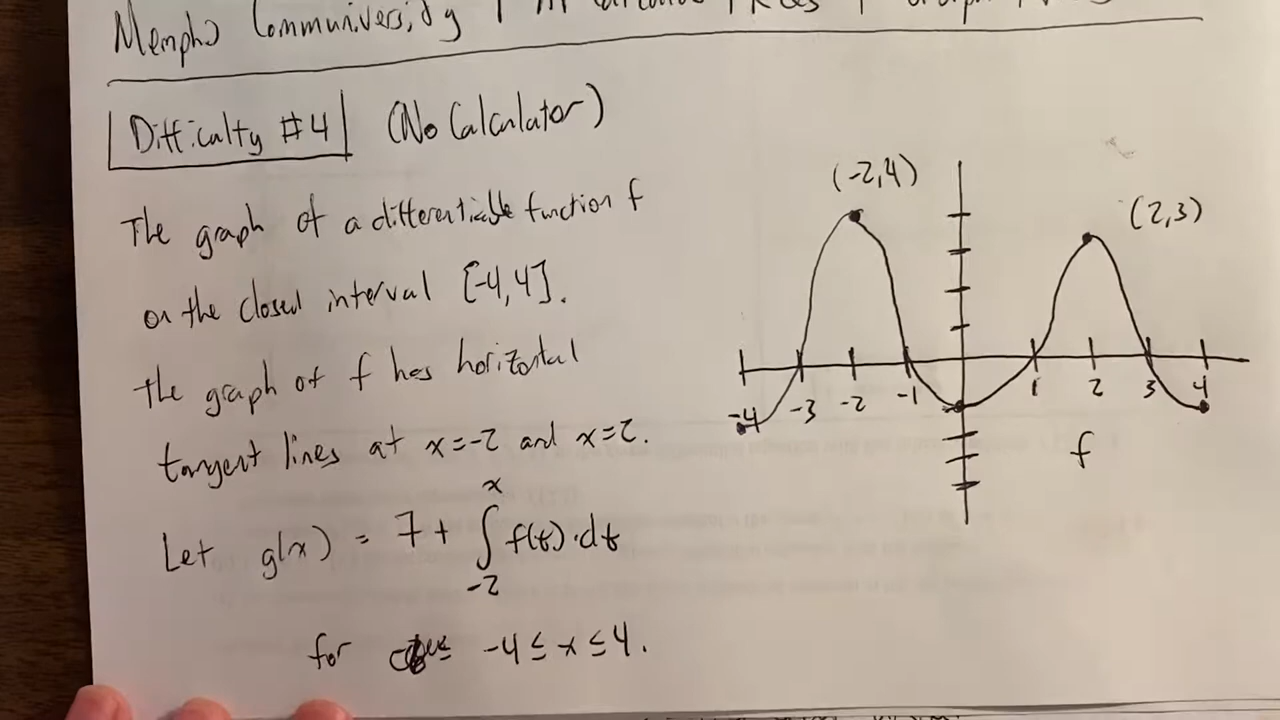 Mempho Communiversidy
Difficulty #4 (No Calculator)
The graph of a differentiable function f
on the closed interval [-4,4].
The graph of f has horizontal
tangent lines at x=-2 and x=2.
Let g(x) = 7 + ∫_{-2}^{x} f(t)·dt
for -4 ≤ x ≤ 4.
(-2,4)
(2,3)
-4 -3 -2 -1 1 2 3 4
f